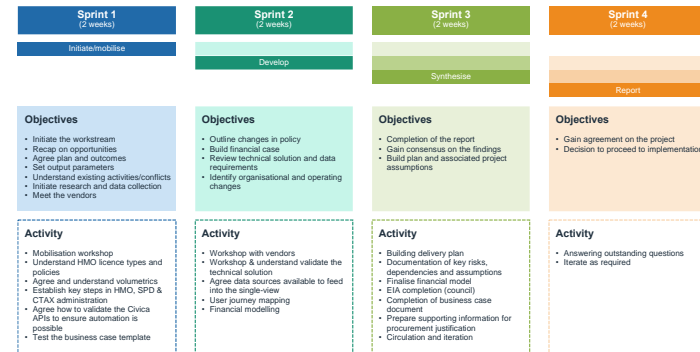 Sprint 1
(2 weeks)
Initiate/mobilise
Objectives
• Initiate the workstream
• Recap on opportunities
• Agree plan and outcomes
• Set output parameters
• Understand existing activities/conflicts
• Initiate research and data collection
• Meet the vendors
Activity
• Mobilisation workshop
• Understand HMO licence types and
policies
• Agree and understand volumetrics
• Establish key steps in HMO, SPD &
CTAX administration
• Agree how to validate the Civica
APIs to ensure automation is
possible
• Test the business case template
Sprint 2
(2 weeks)
Develop
Objectives
• Outline changes in policy
• Build financial case
• Review technical solution and data
requirements
• Identify organisational and operating
changes
Activity
• Workshop with vendors
• Workshop & understand validate the
technical solution
• Agree data sources available to feed
into the single-view
• User journey mapping
• Financial modelling
Sprint 3
(2 weeks)
Synthesise
Objectives
• Completion of the report
• Gain consensus on the findings
• Build plan and associated project
assumptions
Activity
• Building delivery plan
• Documentation of key risks,
dependencies and assumptions
• Finalise financial model
• EIA completion (council)
• Completion of business case
document
• Prepare supporting information for
procurement justification
• Circulation and iteration
Sprint 4
(2 weeks)
Report
Objectives
• Gain agreement on the project
• Decision to proceed to implementation
Activity
• Answering outstanding questions
• Iterate as required